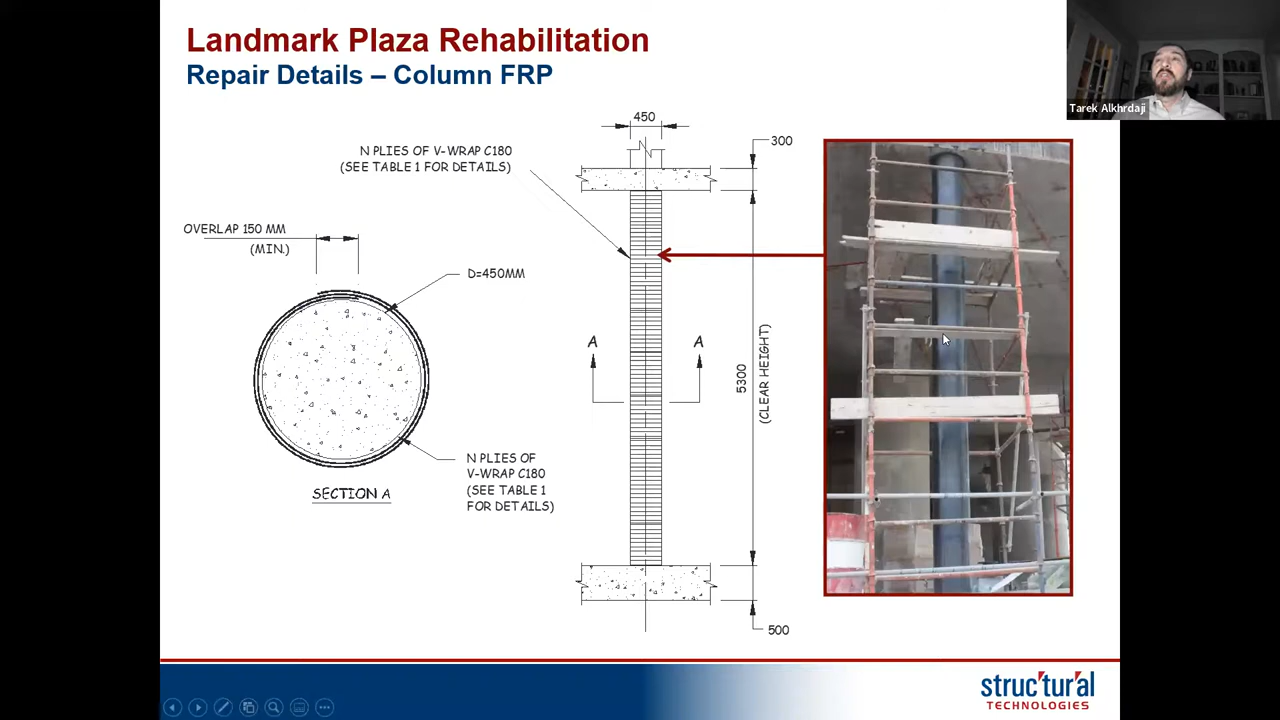 Landmark Plaza Rehabilitation
Repair Details – Column FRP
Tarek Alkhrdaji
450
300
N PLIES OF V-WRAP C180
(SEE TABLE 1 FOR DETAILS)
OVERLAP 150 MM
(MIN.)
D=450MM
A
A
5300
(CLEAR HEIGHT)
N PLIES OF
V-WRAP C180
(SEE TABLE 1
FOR DETAILS)
SECTION A
500
structural
TECHNOLOGIES